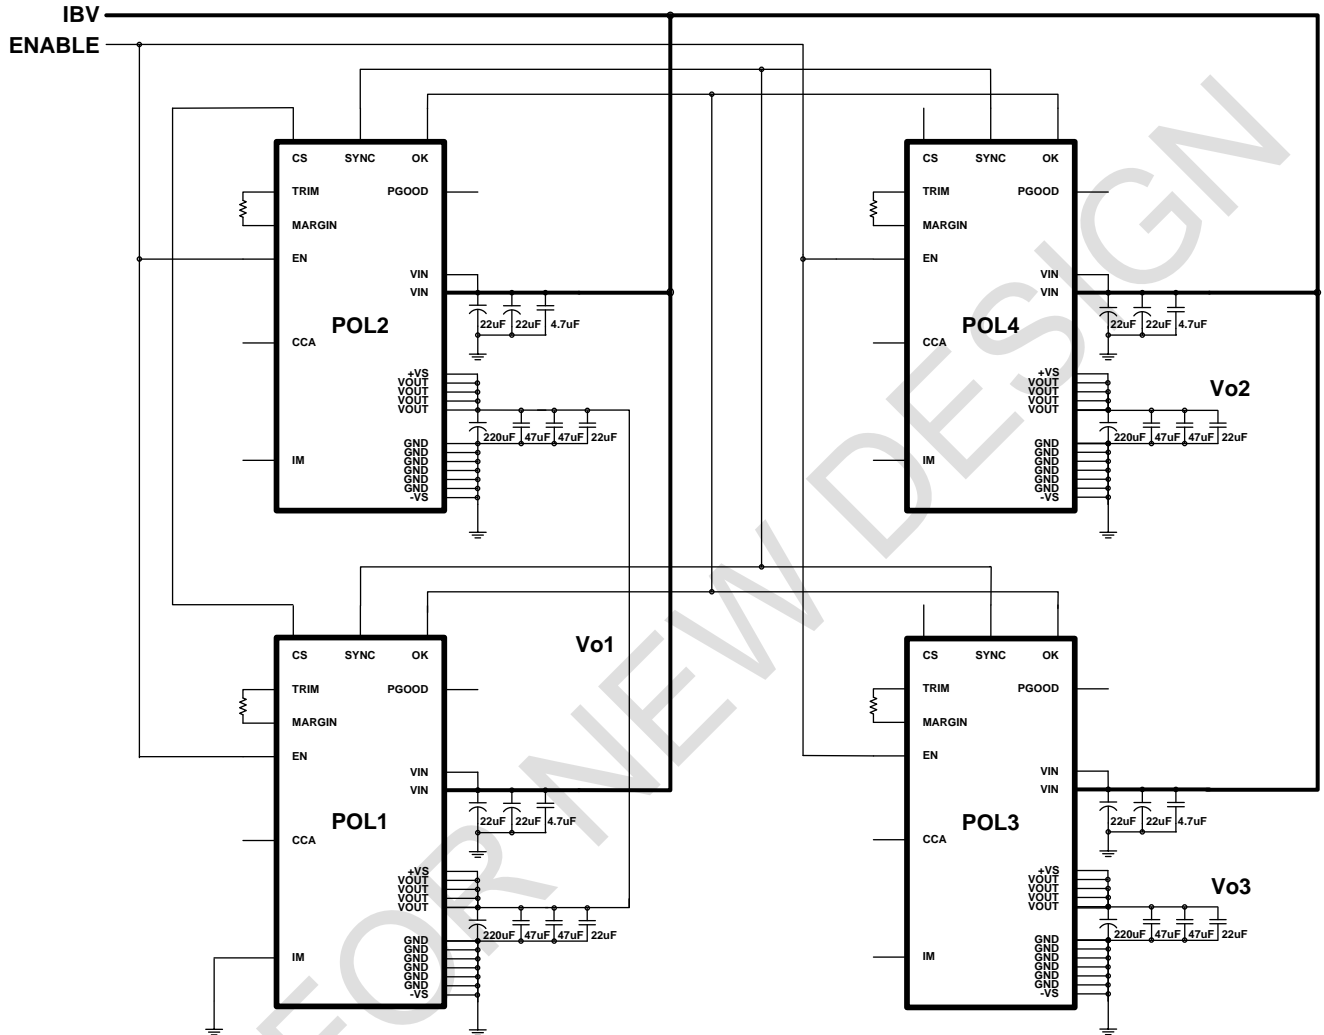 IBV
ENABLE
CS SYNC OK
TRIM PGOOD
MARGIN
EN
VIN
VIN
POL2
22uF 22uF 4.7uF
CCA
+VS
VOUT
VOUT
VOUT
VOUT
220uF 47uF 47uF 22uF
GND
GND
IM GND
GND
GND
GND
-VS
CS SYNC OK
TRIM PGOOD
MARGIN
EN
VIN
VIN
POL4
22uF 22uF 4.7uF
CCA
+VS
VOUT
VOUT
VOUT
VOUT
Vo2
220uF 47uF 47uF 22uF
GND
GND
IM GND
GND
GND
GND
-VS
Vo1
CS SYNC OK
TRIM PGOOD
MARGIN
EN
VIN
VIN
POL1
22uF 22uF 4.7uF
CCA
+VS
VOUT
VOUT
VOUT
VOUT
220uF 47uF 47uF 22uF
GND
GND
IM GND
GND
GND
GND
-VS
CS SYNC OK
TRIM PGOOD
MARGIN
EN
VIN
VIN
POL3
22uF 22uF 4.7uF
CCA
+VS
VOUT
VOUT
VOUT
VOUT
Vo3
220uF 47uF 47uF 22uF
GND
GND
IM GND
GND
GND
GND
-VS
FOR NEW DESIGN